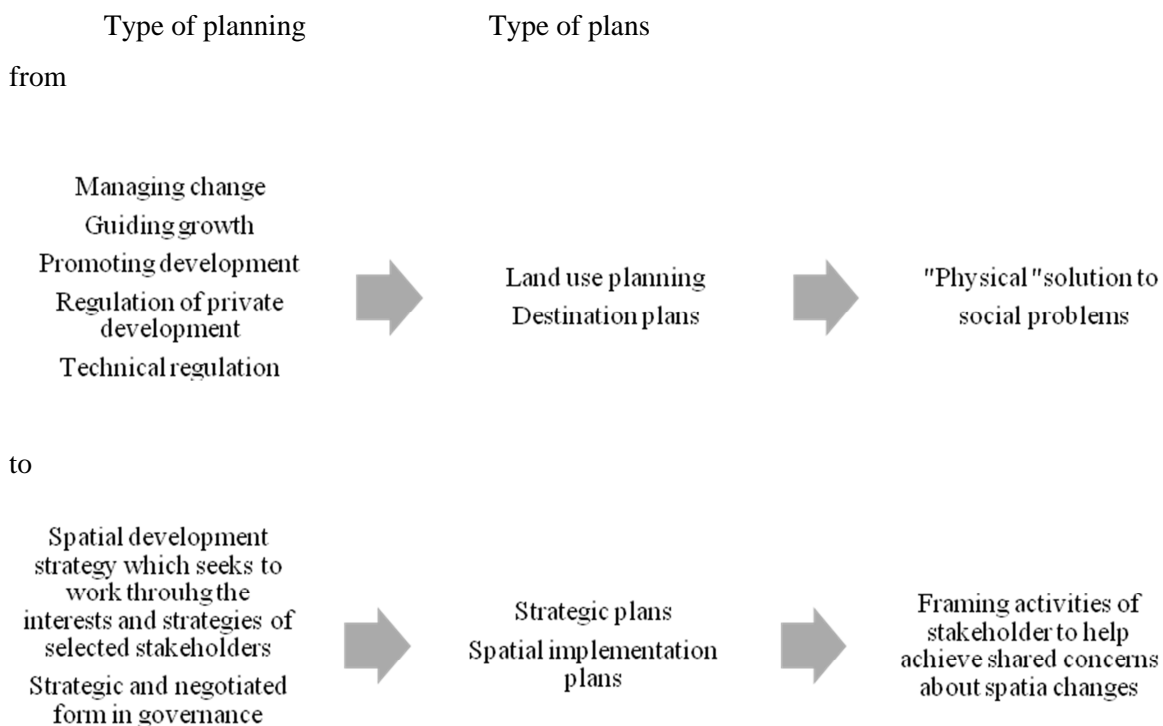 Type of planning Type of plans
from
Managing change
Guiding growth
Promoting development
Regulation of private
development
Technical regulation
Land use planning
Destination plans
"Physical" solution to
social problems
to
Spatial development
strategy which seeks to
work throuhg the
interests and strategies of
selected stakeholders
Strategic and negotiated
form in governance
Strategic plans
Spatial implementation
plans
Framing activities of
stakeholder to help
achieve shared concerns
about spatia changes